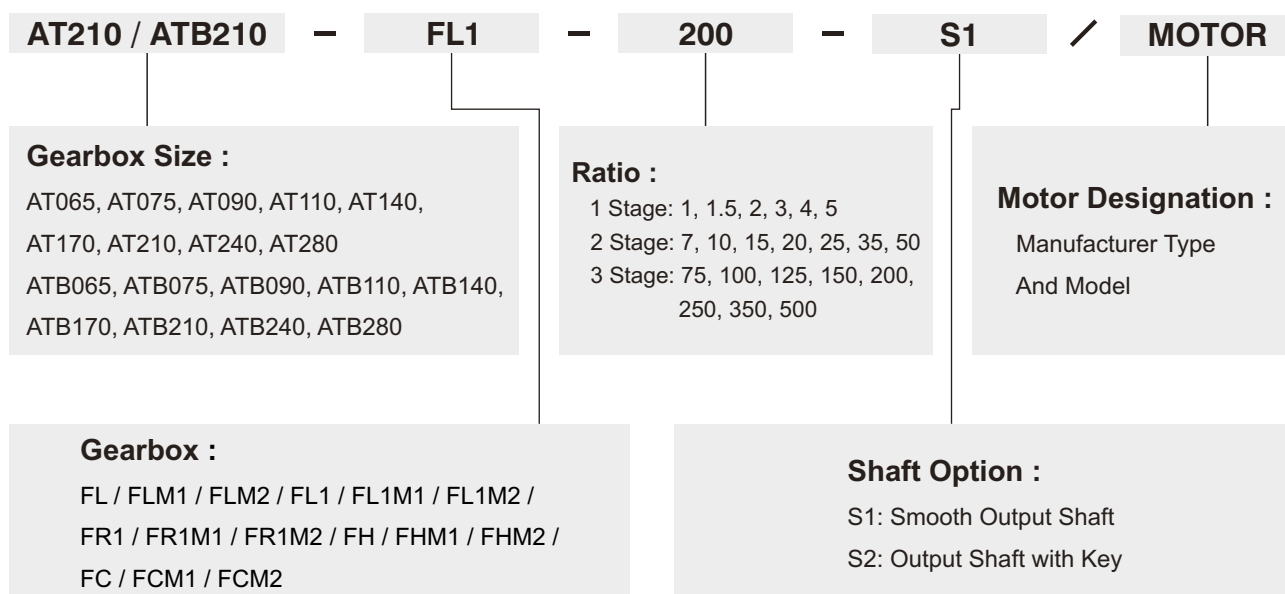 AT210 / ATB210 – FL1 – 200 – S1 / MOTOR
Gearbox Size :
AT065, AT075, AT090, AT110, AT140,
AT170, AT210, AT240, AT280
ATB065, ATB075, ATB090, ATB110, ATB140,
ATB170, ATB210, ATB240, ATB280
Ratio :
1 Stage: 1, 1.5, 2, 3, 4, 5
2 Stage: 7, 10, 15, 20, 25, 35, 50
3 Stage: 75, 100, 125, 150, 200,
250, 350, 500
Motor Designation :
Manufacturer Type
And Model
Gearbox :
FL / FLM1 / FLM2 / FL1 / FL1M1 / FL1M2 /
FR1 / FR1M1 / FR1M2 / FH / FHM1 / FHM2 /
FC / FCM1 / FCM2
Shaft Option :
S1: Smooth Output Shaft
S2: Output Shaft with Key